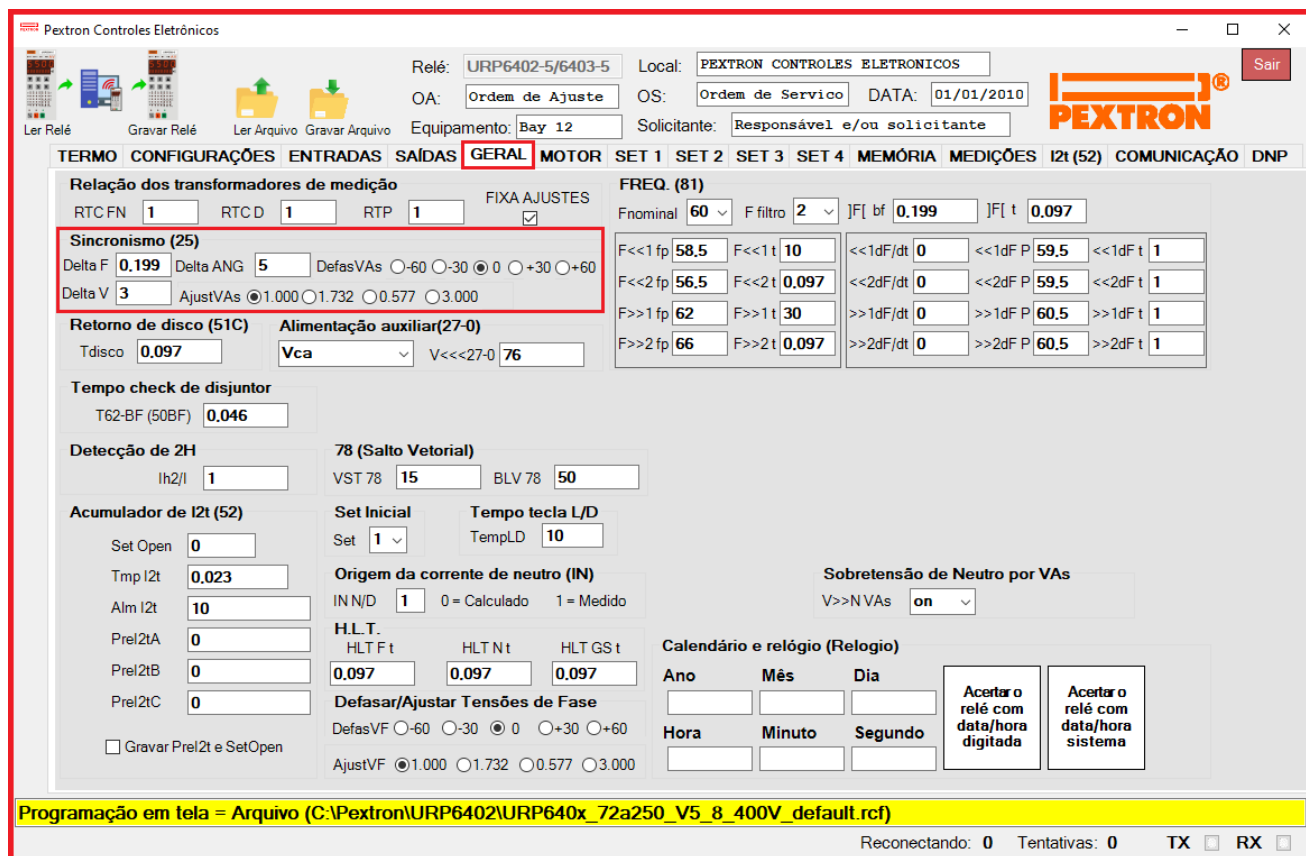 Pextron Controles Eletrônicos
Relé: URP6402-5/6403-5 Local: PEXTRON CONTROLES ELETRONICOS Sair
OA: Ordem de Ajuste OS: Ordem de Servico DATA: 01/01/2010
PEXTRON®
Ler Relé Gravar Relé Ler Arquivo Gravar Arquivo Equipamento: Bay 12 Solicitante: Responsável e/ou solicitante
TERMO CONFIGURAÇÕES ENTRADAS SAÍDAS GERAL MOTOR SET 1 SET 2 SET 3 SET 4 MEMÓRIA MEDIÇÕES I2t (52) COMUNICAÇÃO DNP
Relação dos transformadores de medição
FIXA AJUSTES
RTC FN 1 RTC D 1 RTP 1
Sincronismo (25)
Delta F 0.199 Delta ANG 5 DefasVAs -60 -30 0 +30 +60
Delta V 3 AjustVAs 1.000 1.732 0.577 3.000
Retorno de disco (51C)
Tdisco 0.097
Alimentação auxiliar(27-0)
Vca V<<<27-0 76
Tempo check de disjuntor
T62-BF (50BF) 0.046
Detecção de 2H
Ih2/I 1
78 (Salto Vetorial)
VST 78 15 BLV 78 50
Acumulador de I2t (52)
Set Open 0
Tmp I2t 0.023
Alm I2t 10
PreI2tA 0
PreI2tB 0
PreI2tC 0
Gravar PreI2t e SetOpen
Set Inicial
Set 1
Tempo tecla L/D
TempLD 10
Origem da corrente de neutro (IN)
IN N/D 1 0 = Calculado 1 = Medido
H.L.T.
HLT F t HLT N t HLT GS t
0.097 0.097 0.097
Defasar/Ajustar Tensões de Fase
DefasVF -60 -30 0 +30 +60
AjustVF 1.000 1.732 0.577 3.000
FREQ. (81)
Fnominal 60 F filtro 2 ]F[ bf 0.199 ]F[ t 0.097
F<<1 fp 58.5 F<<1 t 10 <<1dF/dt 0 <<1dF P 59.5 <<1dF t 1
F<<2 fp 56.5 F<<2 t 0.097 <<2dF/dt 0 <<2dF P 59.5 <<2dF t 1
F>>1 fp 62 F>>1 t 30 >>1dF/dt 0 >>1dF P 60.5 >>1dF t 1
F>>2 fp 66 F>>2 t 0.097 >>2dF/dt 0 >>2dF P 60.5 >>2dF t 1
Sobretensão de Neutro por VAs
V>>N VAs on
Calendário e relógio (Relogio)
Ano Mês Dia
Hora Minuto Segundo
Acertar o
relé com
data/hora
digitada
Acertar o
relé com
data/hora
sistema
Programação em tela = Arquivo (C:\Pextron\URP6402\URP640x_72a250_V5_8_400V_default.rcf)
Reconectando: 0 Tentativas: 0 TX RX